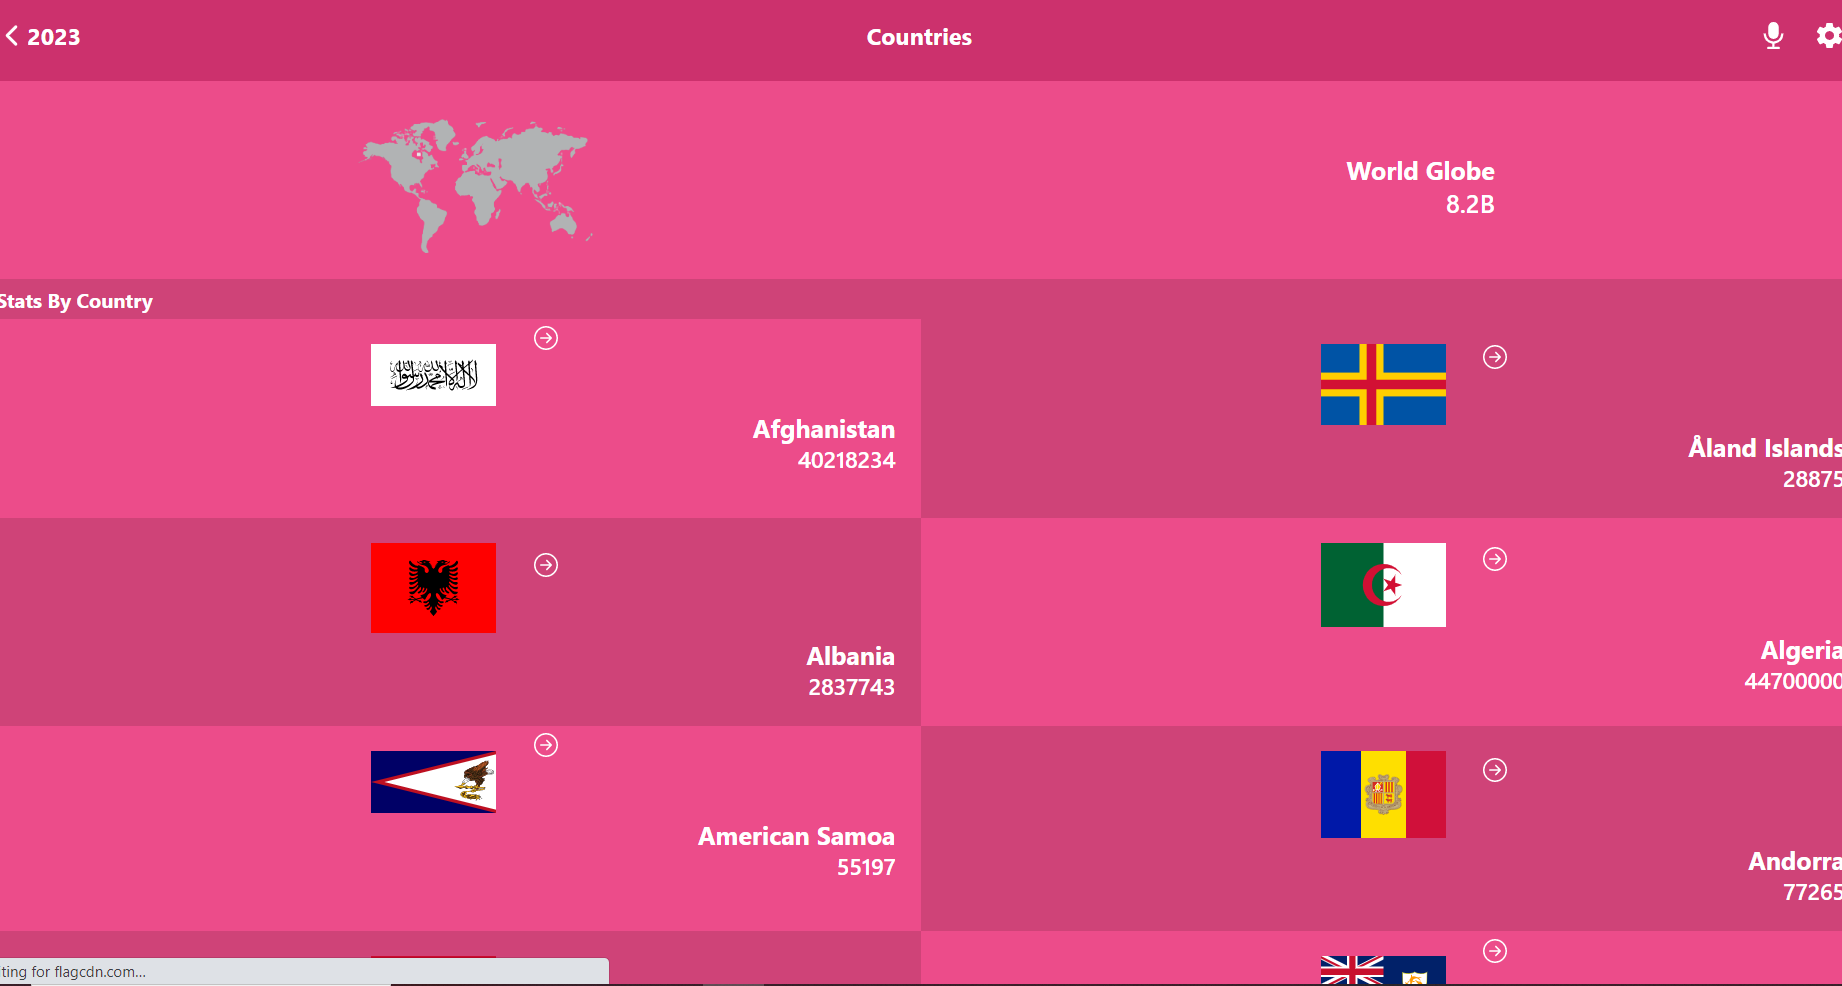 2023
Countries
World Globe
8.2B
Stats By Country
Afghanistan
40218234
Åland Islands
28875
Albania
2837743
Algeria
44700000
American Samoa
55197
Andorra
77265
ting for flagcdn.com...